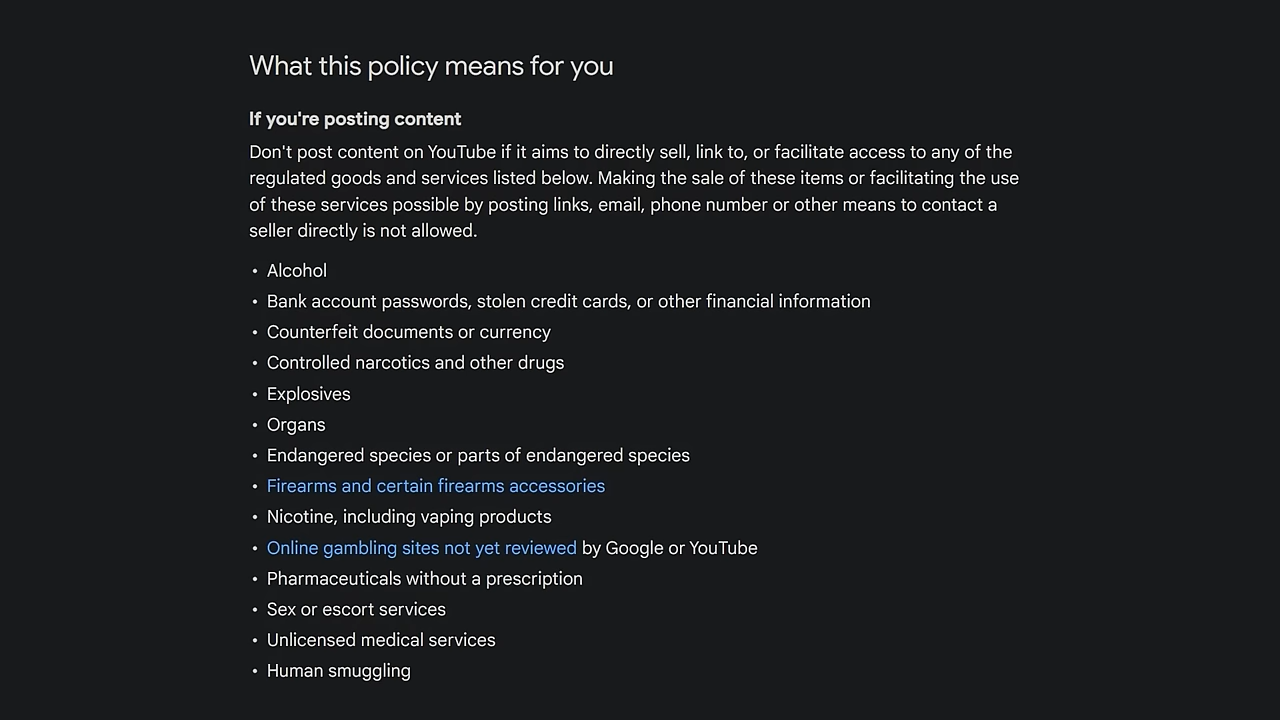 What this policy means for you
If you're posting content
Don't post content on YouTube if it aims to directly sell, link to, or facilitate access to any of the
regulated goods and services listed below. Making the sale of these items or facilitating the use
of these services possible by posting links, email, phone number or other means to contact a
seller directly is not allowed.
• Alcohol
• Bank account passwords, stolen credit cards, or other financial information
• Counterfeit documents or currency
• Controlled narcotics and other drugs
• Explosives
• Organs
• Endangered species or parts of endangered species
• Firearms and certain firearms accessories
• Nicotine, including vaping products
• Online gambling sites not yet reviewed by Google or YouTube
• Pharmaceuticals without a prescription
• Sex or escort services
• Unlicensed medical services
• Human smuggling